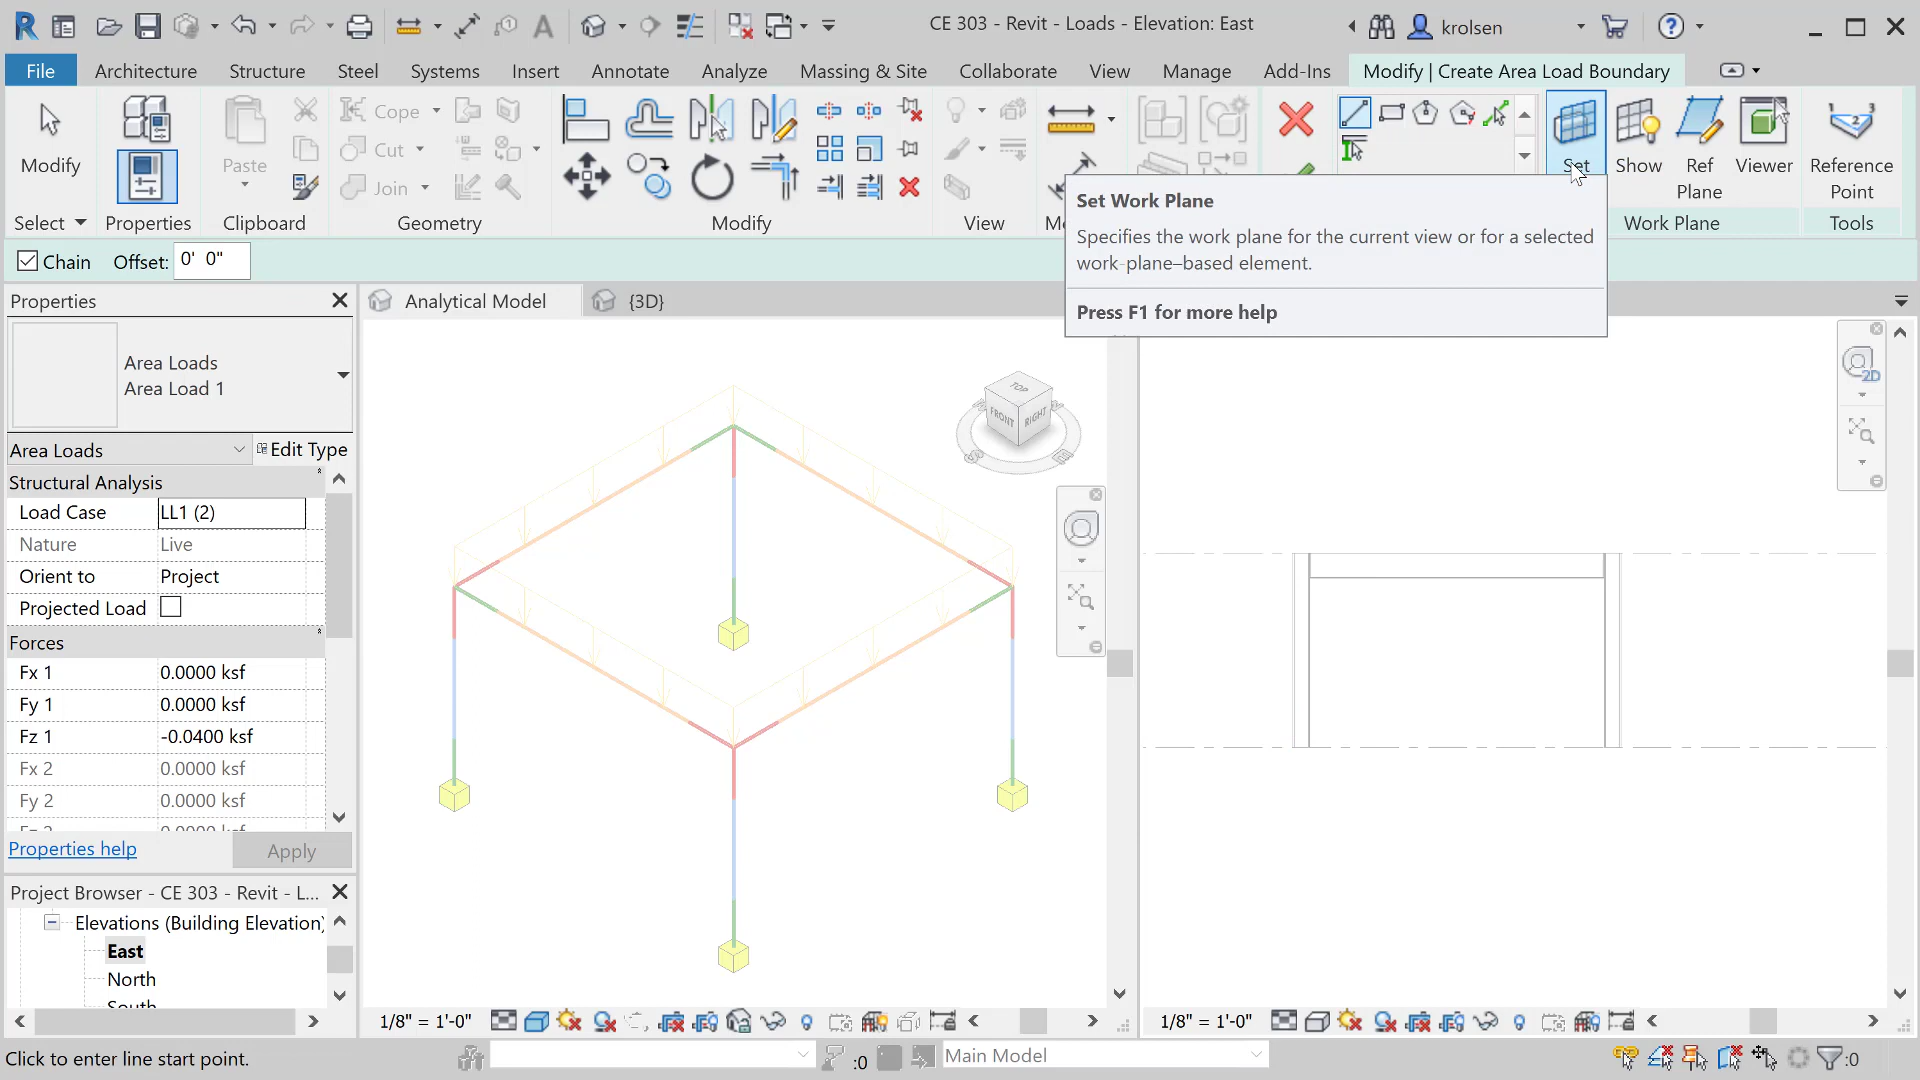 CE 303 - Revit - Loads - Elevation: East
krolsen
File
Architecture
Structure
Steel
Systems
Insert
Annotate
Analyze
Massing & Site
Collaborate
View
Manage
Add-Ins
Modify | Create Area Load Boundary
Modify
Paste
Cope
Cut
Join
Set
Show
Ref
Plane
Viewer
Reference
Point
Select
Properties
Clipboard
Geometry
Modify
View
Work Plane
Tools
Set Work Plane
Specifies the work plane for the current view or for a selected
work-plane–based element.
Press F1 for more help
Chain
Offset:
0' 0"
Properties
Analytical Model
{3D}
Area Loads
Area Load 1
Area Loads
Edit Type
Structural Analysis
Load Case
LL1 (2)
Nature
Live
Orient to
Project
Projected Load
Forces
Fx 1
0.0000 ksf
Fy 1
0.0000 ksf
Fz 1
-0.0400 ksf
Fx 2
0.0000 ksf
Fy 2
0.0000 ksf
Properties help
Apply
Project Browser - CE 303 - Revit - L...
Elevations (Building Elevation)
East
North
South
TOP
FRONT
RIGHT
2D
1/8" = 1'-0"
1/8" = 1'-0"
Click to enter line start point.
:0
Main Model
:0